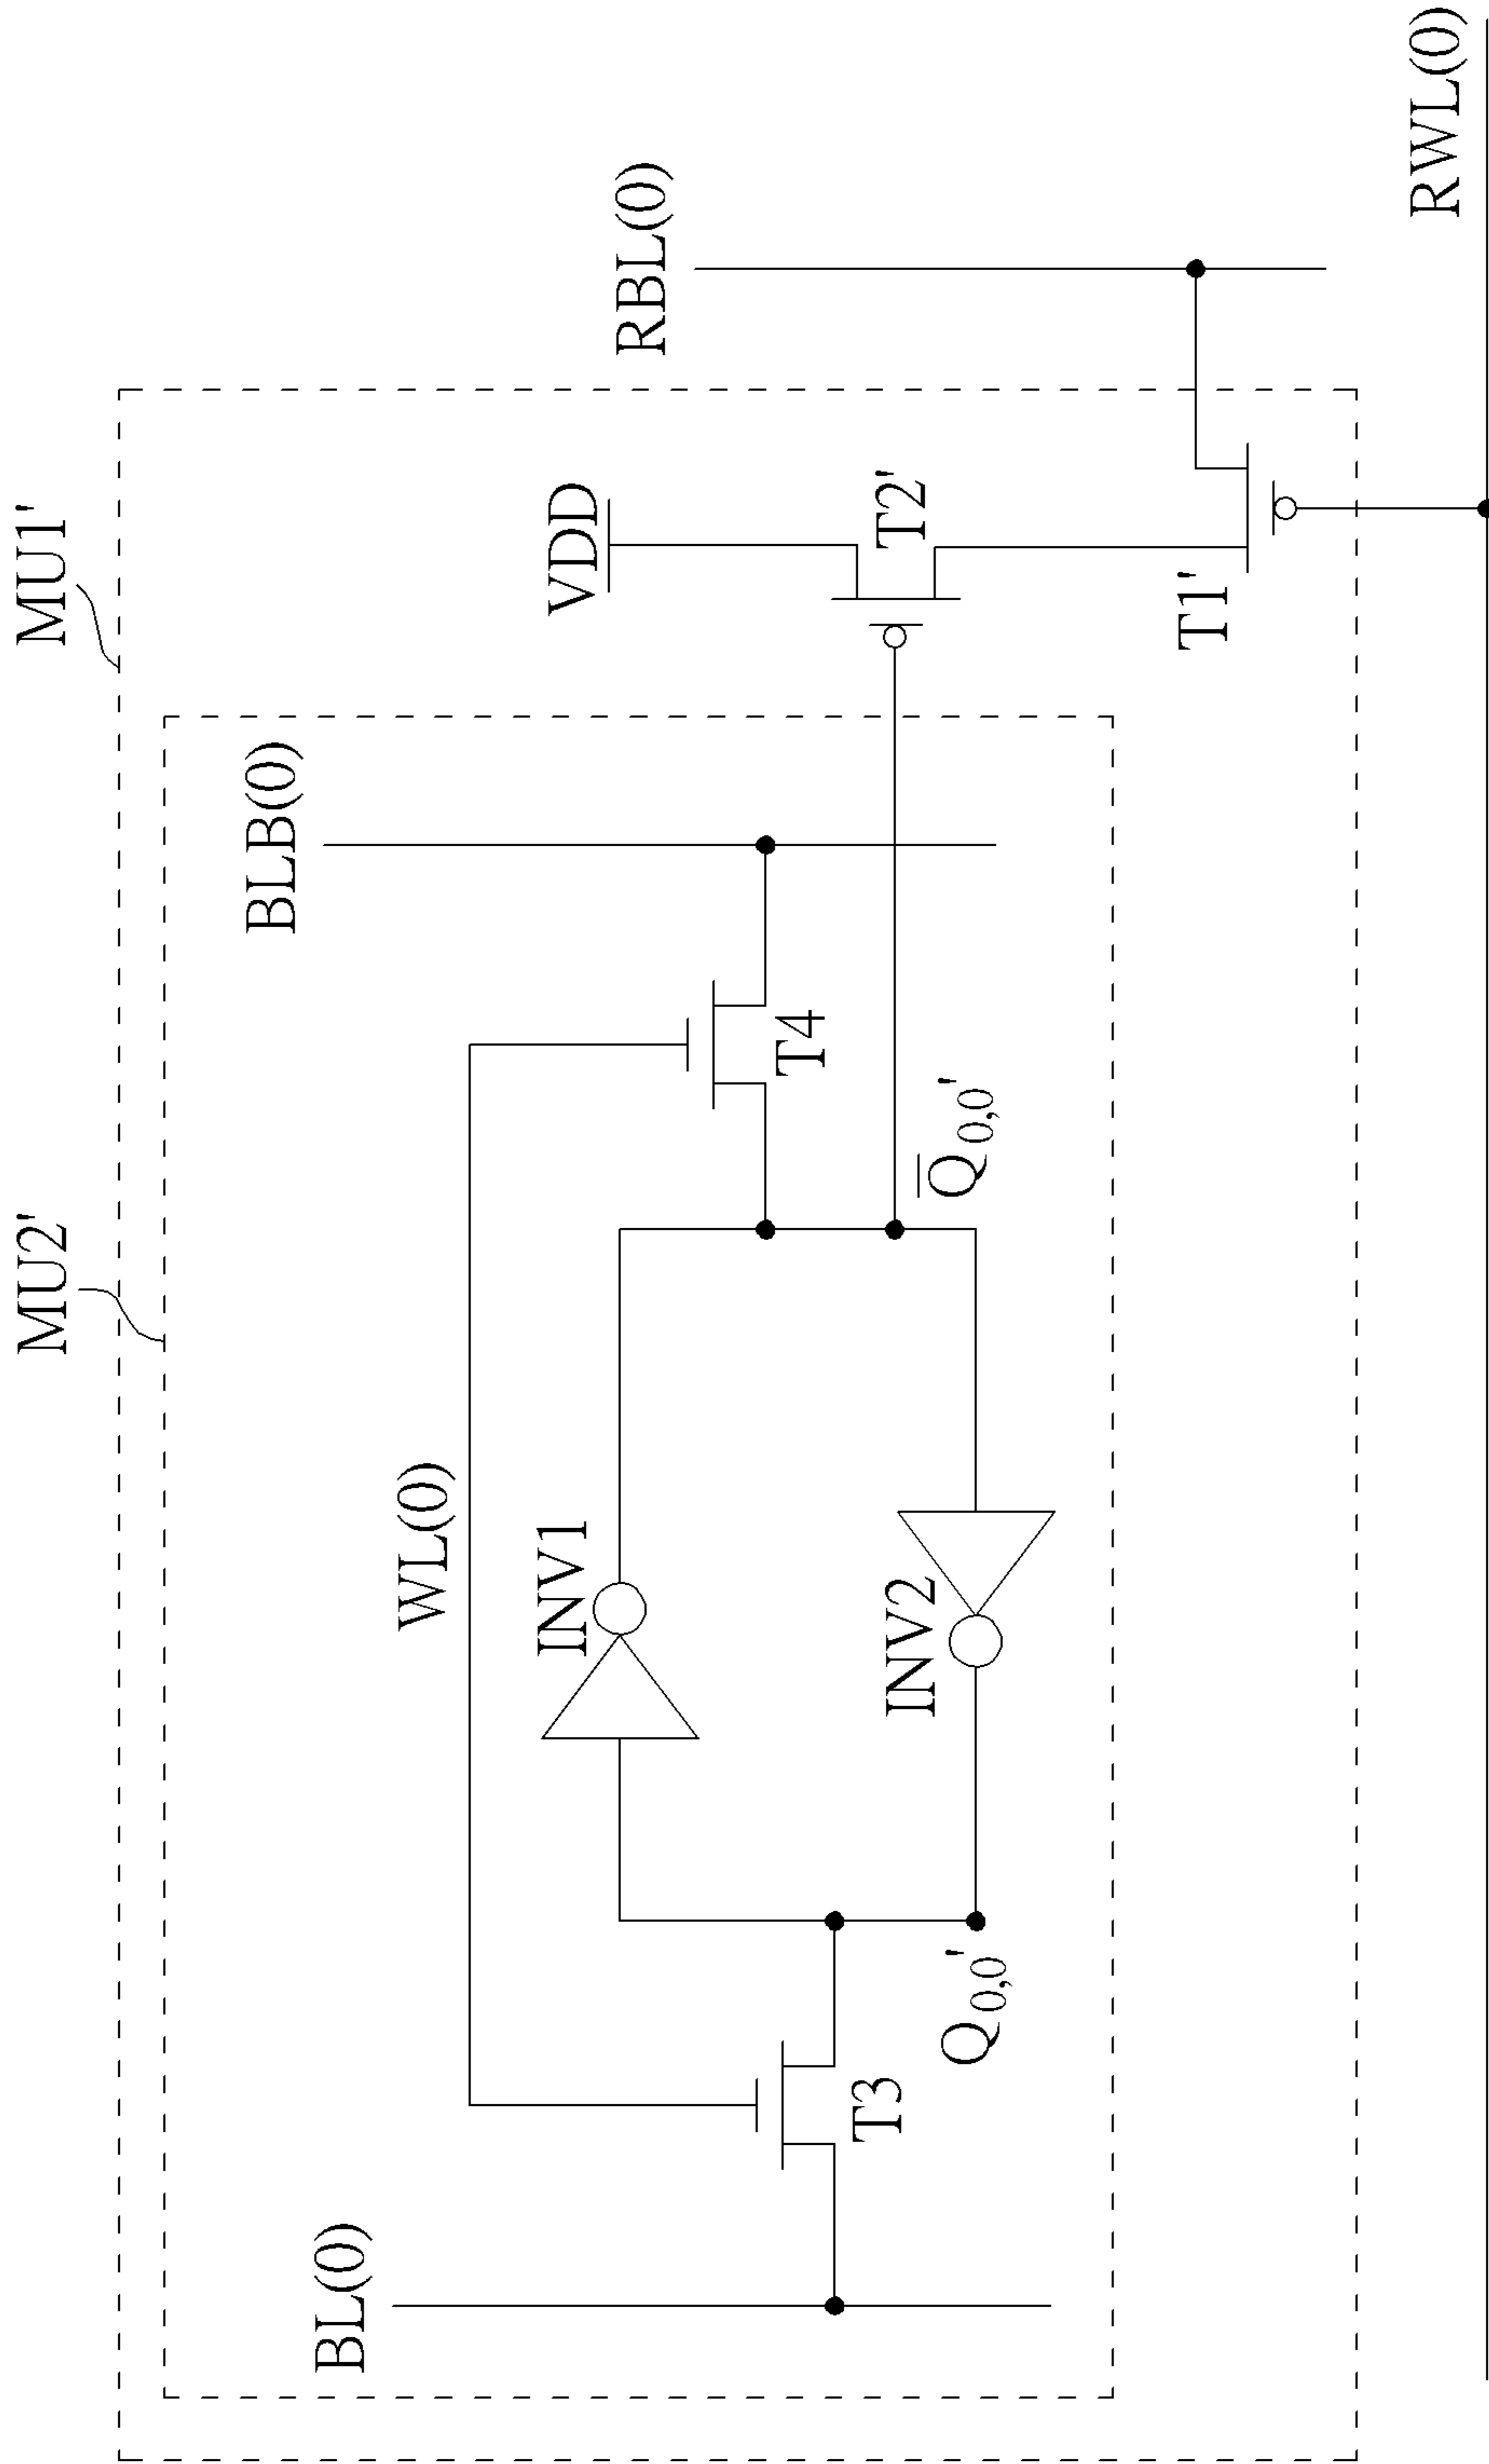 MU2'
MU1'
BL(0)
WL(0)
BLB(0)
INV1
VDD
RBL(0)
T4
T3
INV2
Q̅0,0'
Q0,0'
T2'
T1'
RWL(0)